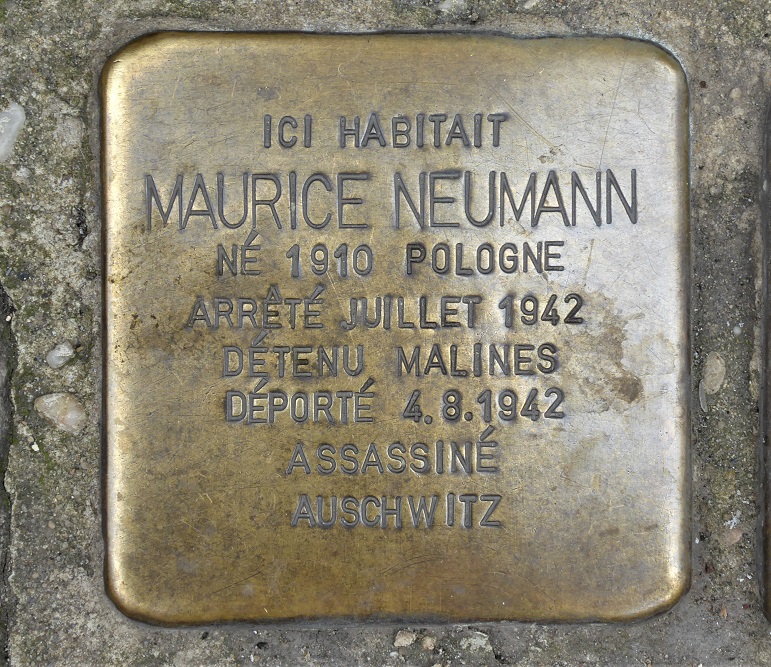 ICI HABITAIT
MAURICE NEUMANN
NÉ 1910 POLOGNE
ARRÊTÉ JUILLET 1942
DÉTENU MALINES
DÉPORTÉ 4.8.1942
ASSASSINÉ
AUSCHWITZ